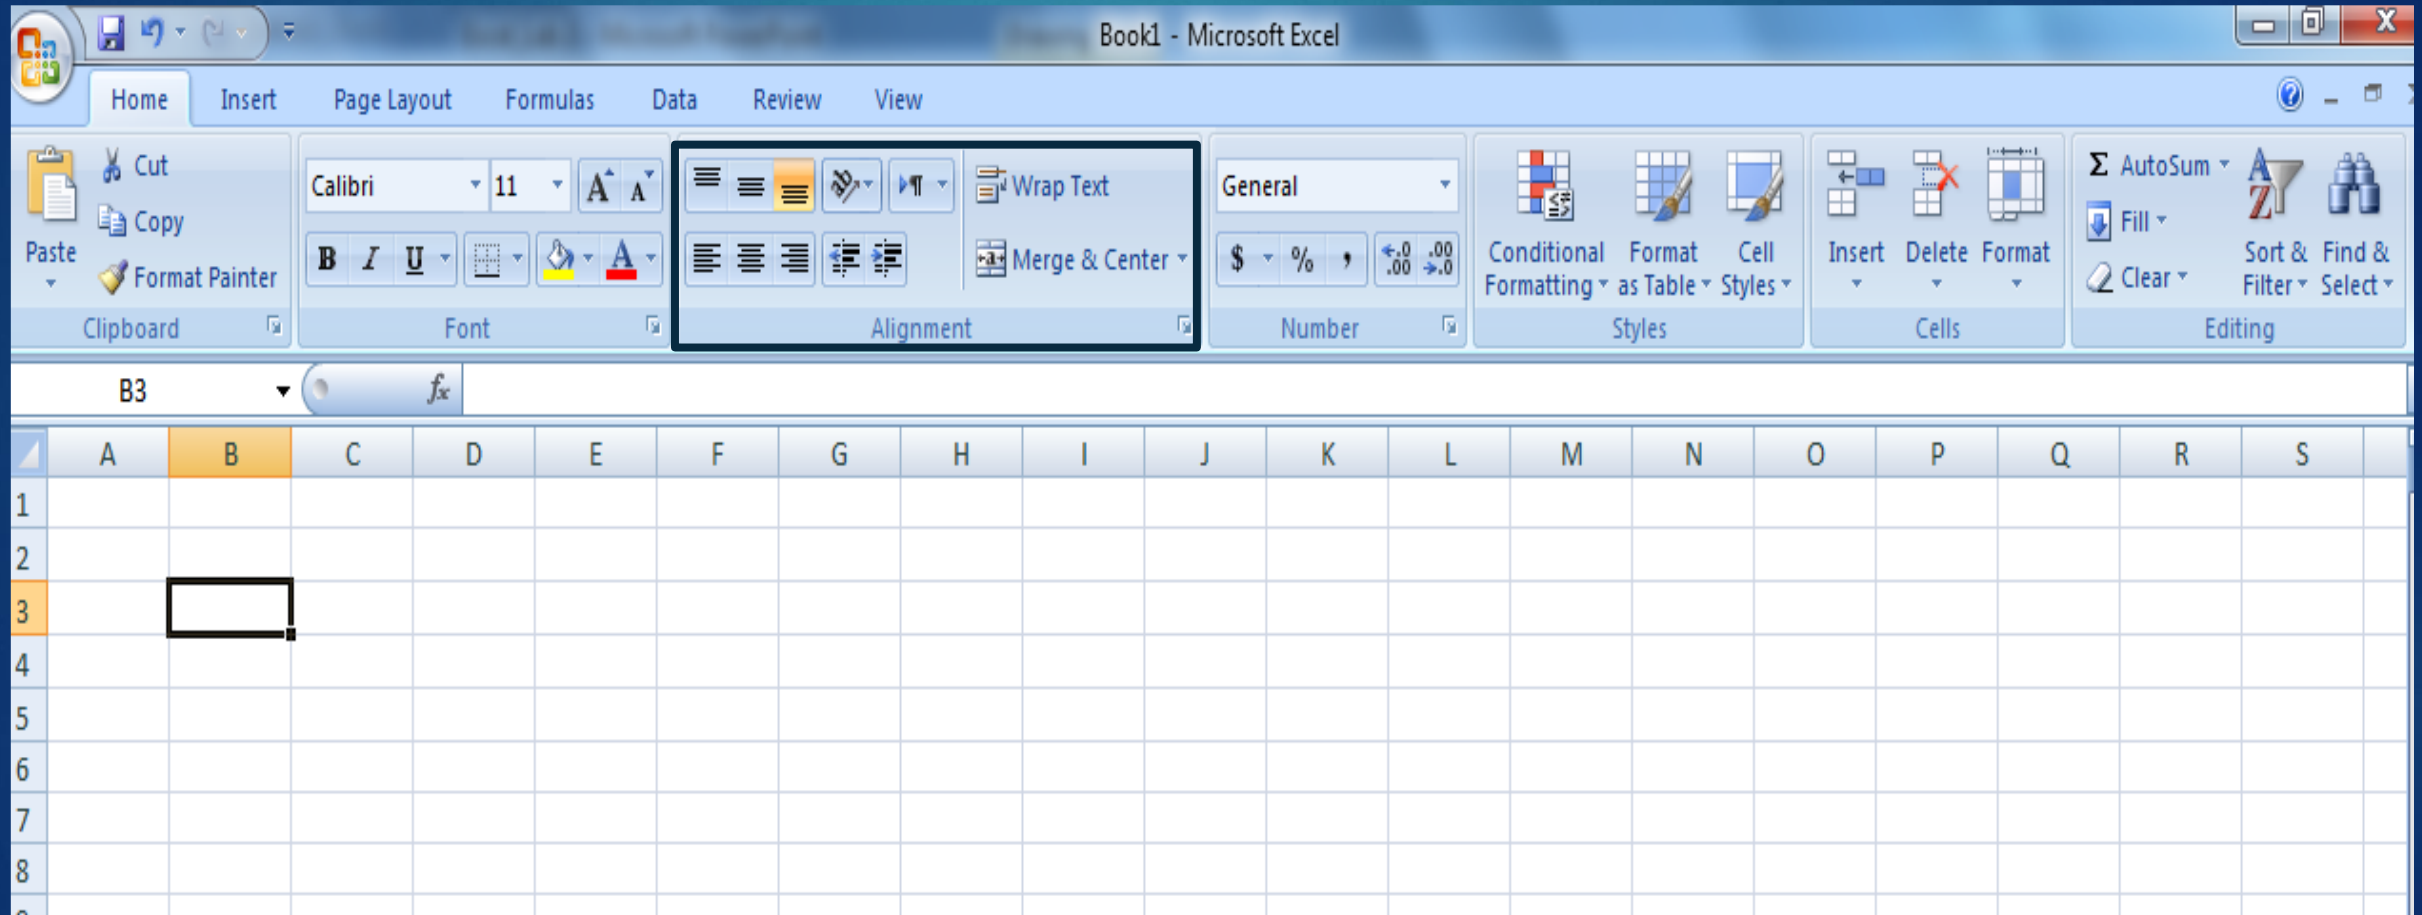 Book1 - Microsoft Excel
Home Insert Page Layout Formulas Data Review View
Paste
Cut
Copy
Format Painter
Clipboard
Calibri 11 A A
B I U A
Font
Wrap Text
Merge & Center
Alignment
General
$ % , .0 .00 .00 .0
Number
Conditional Formatting
Format as Table
Cell Styles
Styles
Insert Delete Format
Cells
Σ AutoSum
Fill
Clear
Sort & Filter
Find & Select
Editing
B3 fx
A B C D E F G H I J K L M N O P Q R S
1
2
3
4
5
6
7
8